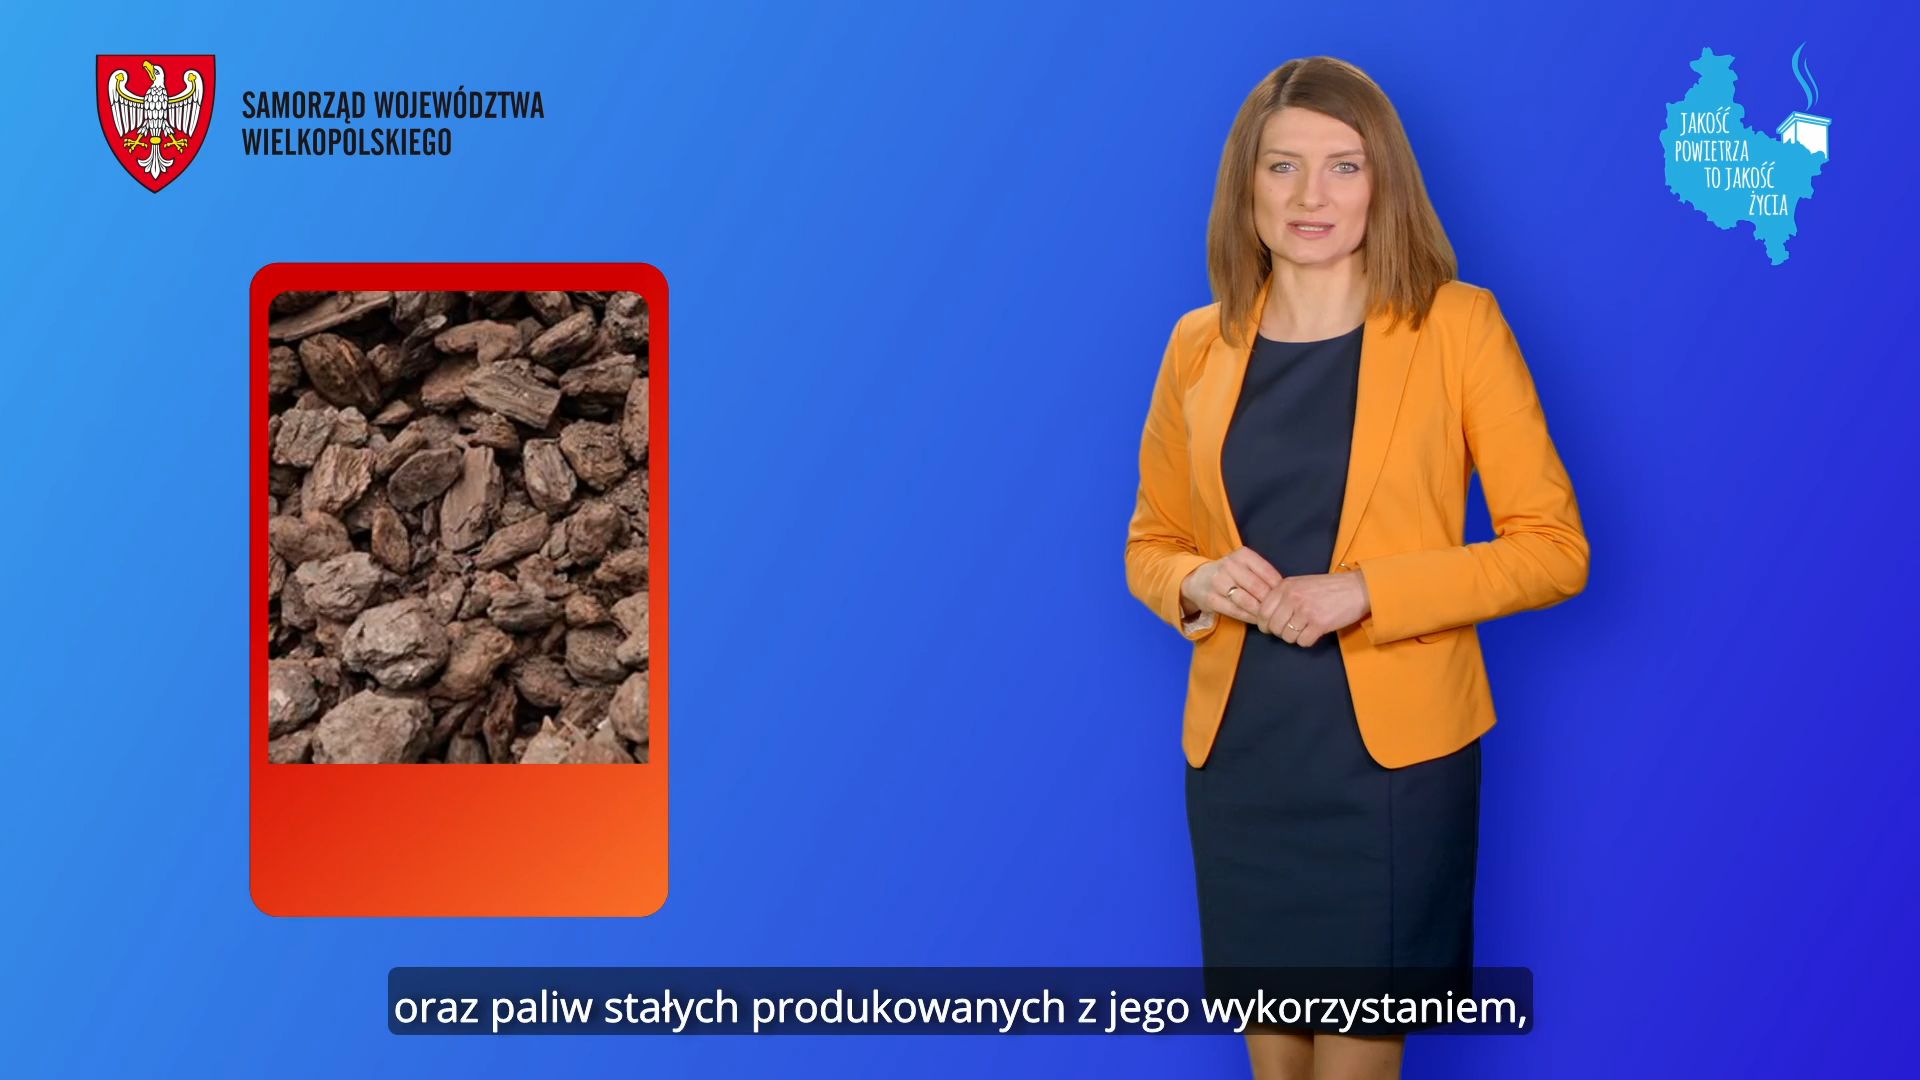 SAMORZĄD WOJEWÓDZTWA
WIELKOPOLSKIEGO
JAKOŚĆ
POWIETRZA
TO JAKOŚĆ
ŻYCIA
oraz paliw stałych produkowanych z jego wykorzystaniem,